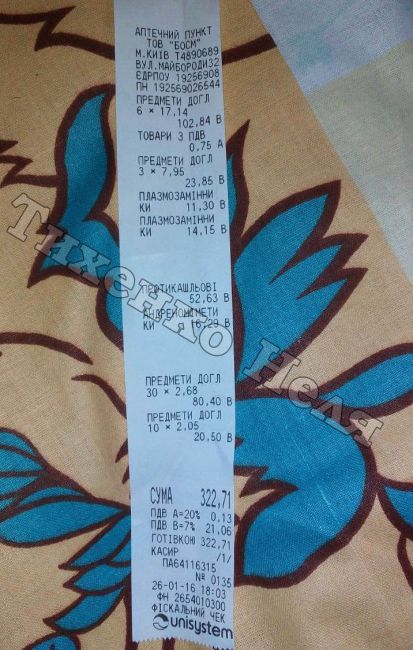 АПТЕЧНИЙ ПУНКТ
ТОВ "БОСМ"
М.КИЇВ Т4890689
ВУЛ.МАЙБОРОДИ32
ЄДРПОУ 19256908
ПН 192569026544
ПРЕДМЕТИ ДОГЛ
6 × 17,14
102,84 В
ТОВАРИ З ПДВ
0,75 А
ПРЕДМЕТИ ДОГЛ
3 × 7,95
23,85 В
ПЛАЗМОЗАМІННИ
КИ 11,30 В
ПЛАЗМОЗАМІННИ
КИ 14,15 В
ПРОТИКАШЛЬОВІ
52,63 В
АНДРЕНОМІМЕТИ
КИ 16,29 В
ПРЕДМЕТИ ДОГЛ
30 × 2,68
80,40 В
ПРЕДМЕТИ ДОГЛ
10 × 2,05
20,50 В
СУМА 322,71
ПДВ А=20% 0,13
ПДВ В=7% 21,06
ГОТІВКОЮ 322,71
КАСИР /1/
ПА64116315
№ 0135
26-01-16 18:03
ФН 2654010300
ФІСКАЛЬНИЙ ЧЕК
unisystem
Тихенко Неля